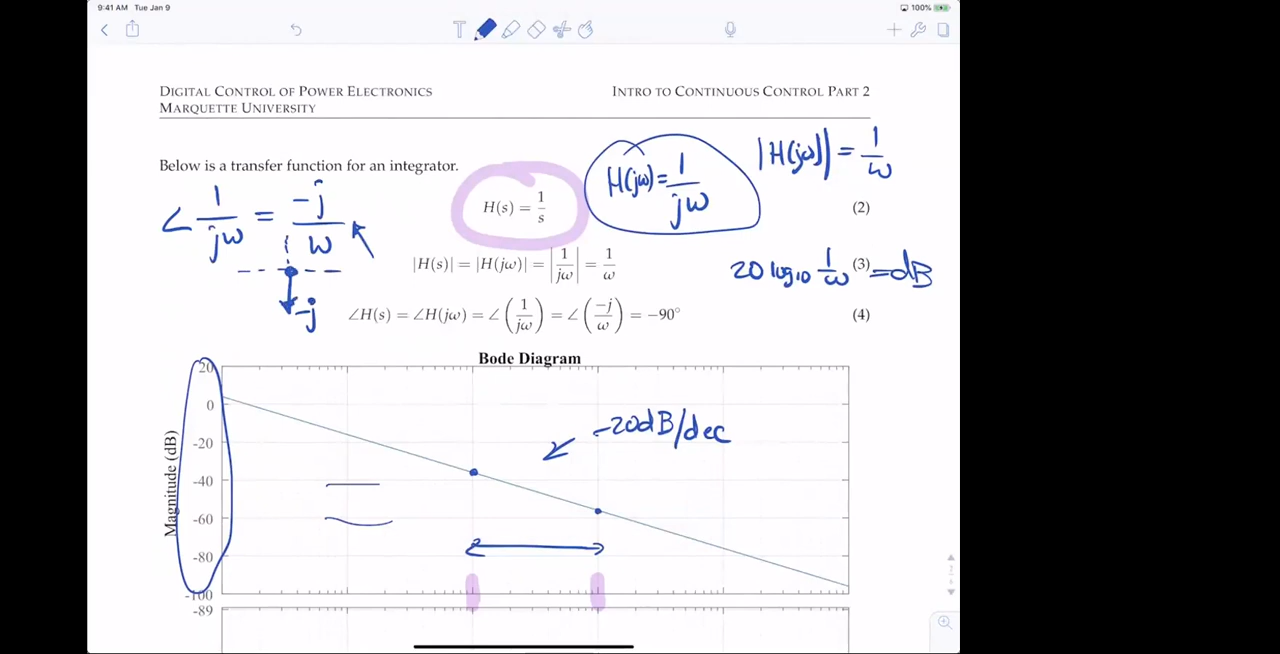 9:41 AM Tue Jan 9
100%
DIGITAL CONTROL OF POWER ELECTRONICS
INTRO TO CONTINUOUS CONTROL PART 2
MARQUETTE UNIVERSITY
|H(jω)| = 1/ω
Below is a transfer function for an integrator.
H(jω) = 1/jω
H(s) = 1/s
(2)
∠ 1/jω = -j/ω
|H(s)| = |H(jω)| = |1/jω| = 1/ω
(3)
20 log10 1/ω = dB
-j
∠H(s) = ∠H(jω) = ∠(1/jω) = ∠(-j/ω) = -90°
(4)
Bode Diagram
20
0
-20
-40
-60
-80
-100
-89
Magnitude (dB)
-20dB/dec